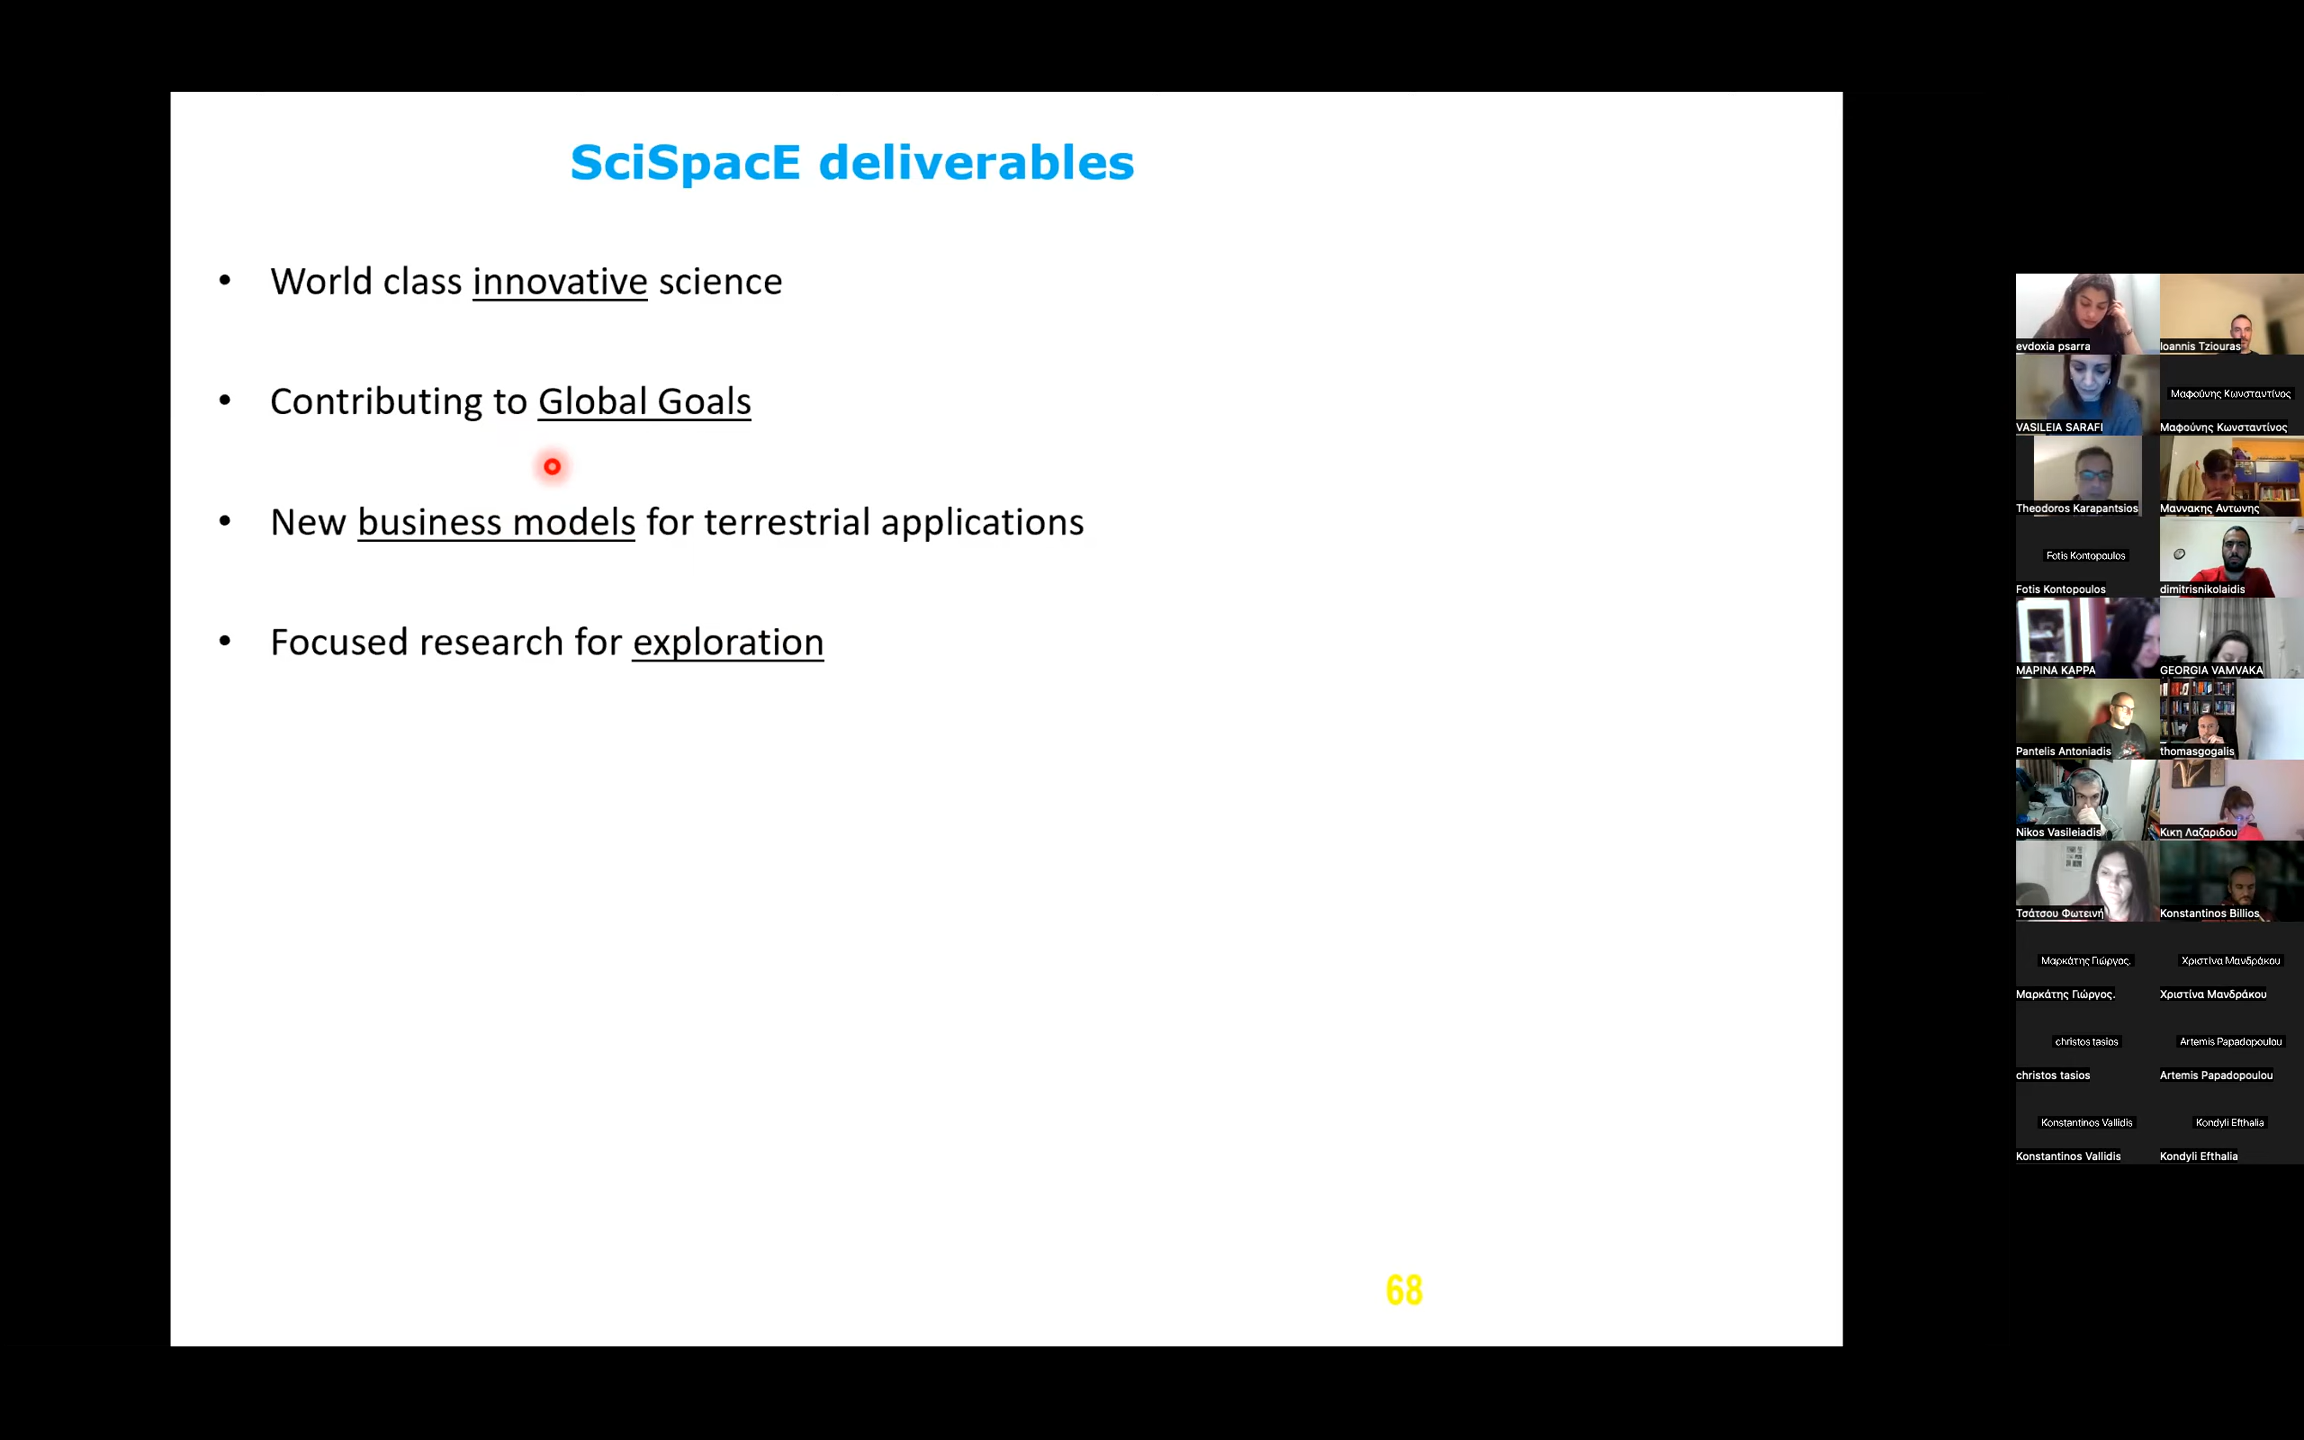 SciSpacE deliverables
• World class innovative science
• Contributing to Global Goals
• New business models for terrestrial applications
• Focused research for exploration
68
evdoxia psarra
Ioannis Tziouras
VASILEIA SARAFI
Μαφούνης Κωνσταντίνος
Μαφούνης Κωνσταντίνος
Theodoros Karapantsios
Μαννακης Αντωνης
Fotis Kontopoulos
Fotis Kontopoulos
dimitrisnikolaidis
ΜΑΡΙΝΑ ΚΑΡΡΑ
GEORGIA VAMVAKA
Pantelis Antoniadis
thomasgogalis
Nikos Vasileiadis
Κικη Λαζαριδου
Τσάτσου Φωτεινή
Konstantinos Billios
Μαρκάτης Γιώργος.
Μαρκάτης Γιώργος.
Χριστίνα Μανδράκου
Χριστίνα Μανδράκου
christos tasios
christos tasios
Artemis Papadopoulou
Artemis Papadopoulou
Konstantinos Vallidis
Konstantinos Vallidis
Kondyli Efthalia
Kondyli Efthalia